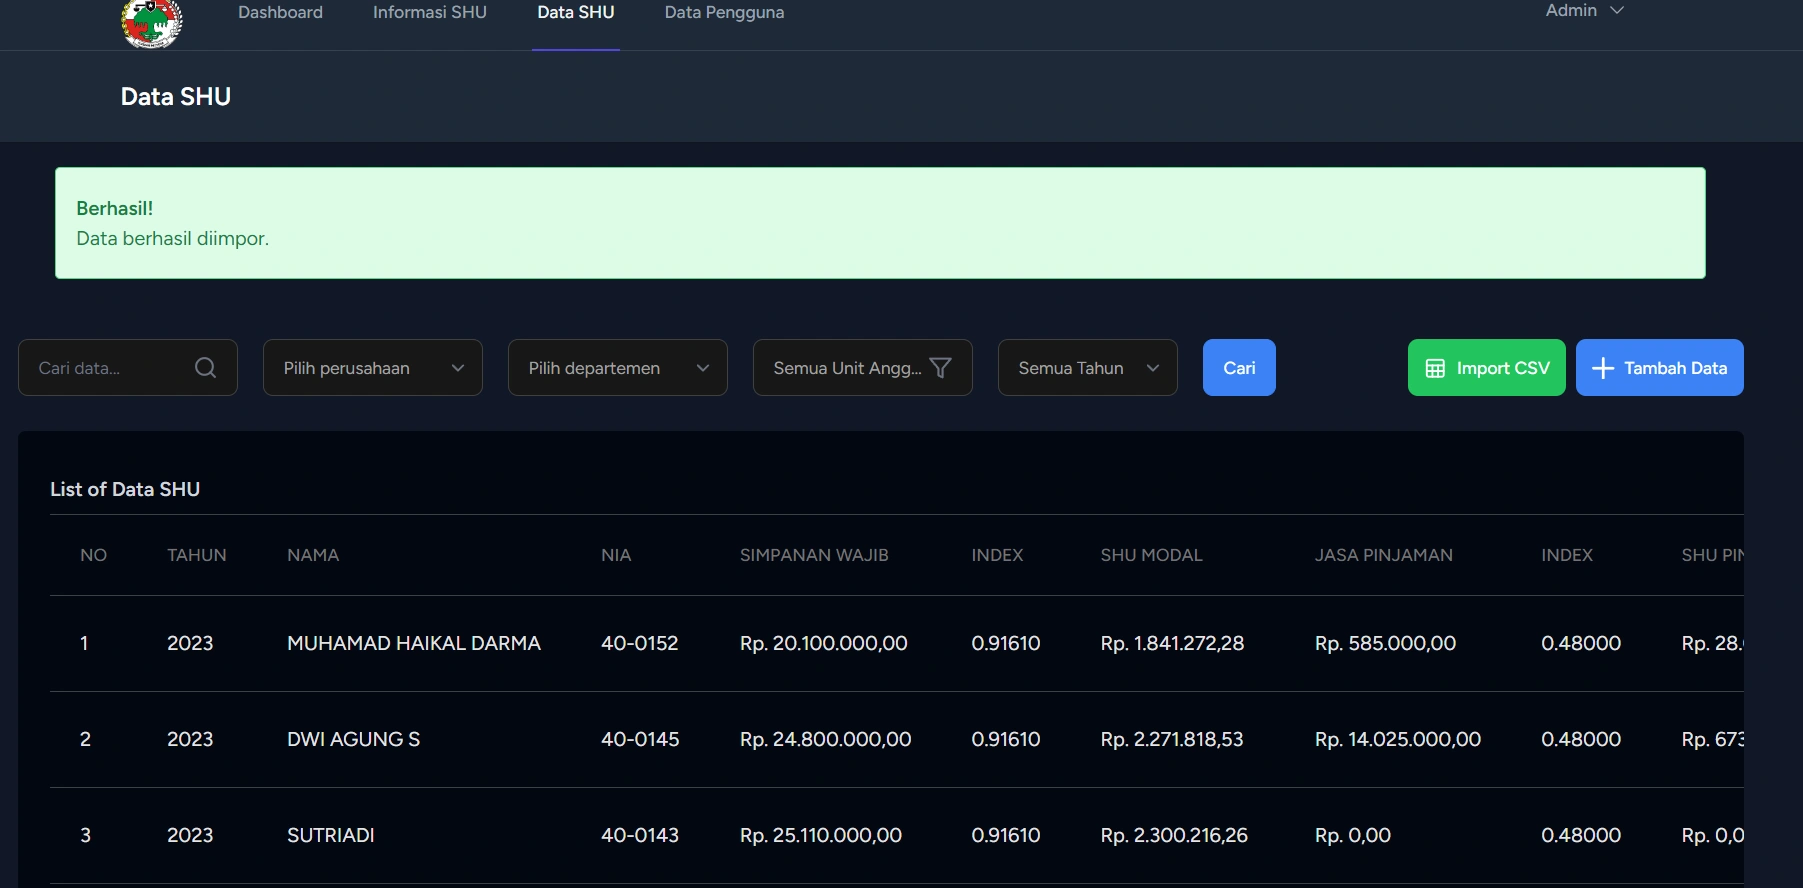 Dashboard Informasi SHU Data SHU Data Pengguna Admin
Data SHU
Berhasil!
Data berhasil diimpor.
Cari data... Pilih perusahaan Pilih departemen Semua Unit Angg... Semua Tahun Cari Import CSV Tambah Data
List of Data SHU
NO TAHUN NAMA NIA SIMPANAN WAJIB INDEX SHU MODAL JASA PINJAMAN INDEX SHU PIN
1 2023 MUHAMAD HAIKAL DARMA 40-0152 Rp. 20.100.000,00 0.91610 Rp. 1.841.272,28 Rp. 585.000,00 0.48000 Rp. 28.
2 2023 DWI AGUNG S 40-0145 Rp. 24.800.000,00 0.91610 Rp. 2.271.818,53 Rp. 14.025.000,00 0.48000 Rp. 673
3 2023 SUTRIADI 40-0143 Rp. 25.110.000,00 0.91610 Rp. 2.300.216,26 Rp. 0,00 0.48000 Rp. 0,0